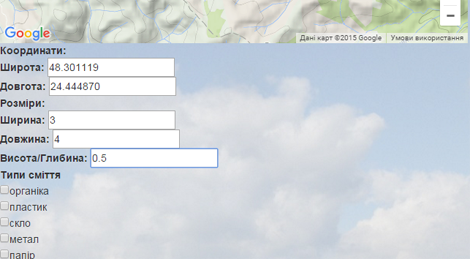 Google
Дані карт ©2015 Google Умови використання
Координати:
Широта: 48.301119
Довгота: 24.444870
Розміри:
Ширина: 3
Довжина: 4
Висота/Глибина: 0.5
Типи сміття
органіка
пластик
скло
метал
папір